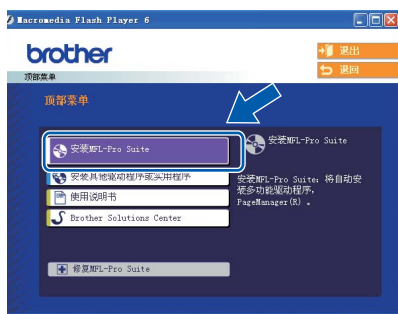 Macromedia Flash Player 6
brother
退出
退回
顶部菜单
顶部菜单
安装MFL-Pro Suite
安装其他驱动程序或实用程序
使用说明书
Brother Solutions Center
修复MFL-Pro Suite
安装MFL-Pro Suite
安装MFL-Pro Suite：将自动安
装多功能驱动程序，
PageManager(R) 。